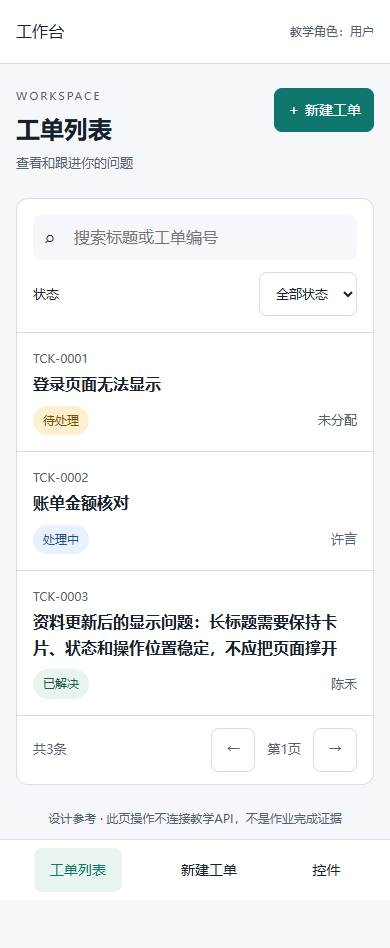 工作台
教学角色：用户
WORKSPACE
工单列表
查看和跟进你的问题
+ 新建工单
搜索标题或工单编号
状态
全部状态
TCK-0001
登录页面无法显示
待处理
未分配
TCK-0002
账单金额核对
处理中
许言
TCK-0003
资料更新后的显示问题：长标题需要保持卡
片、状态和操作位置稳定，不应把页面撑开
已解决
陈禾
共3条
←
第1页
→
设计参考 · 此页操作不连接教学API，不是作业完成证据
工单列表
新建工单
控件